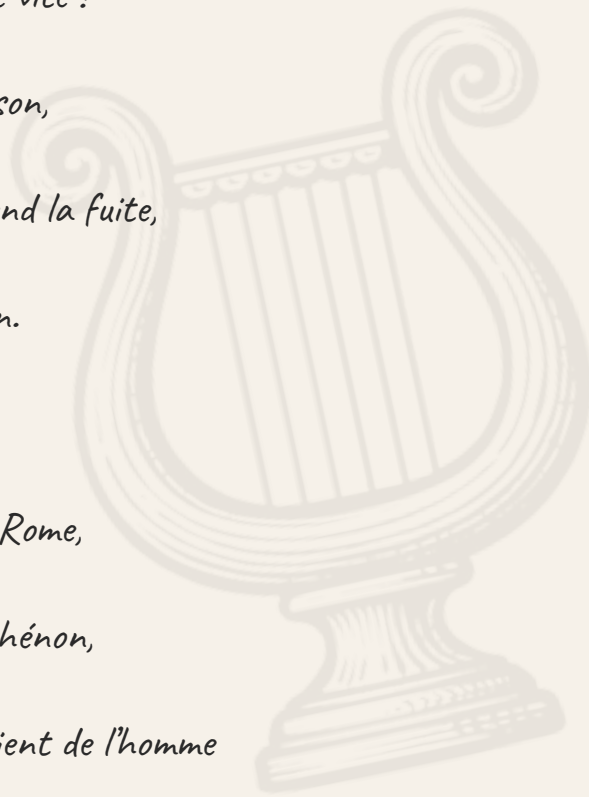 son,
nd la fuite,
n.
Rome,
hénon,
ient de l'homme